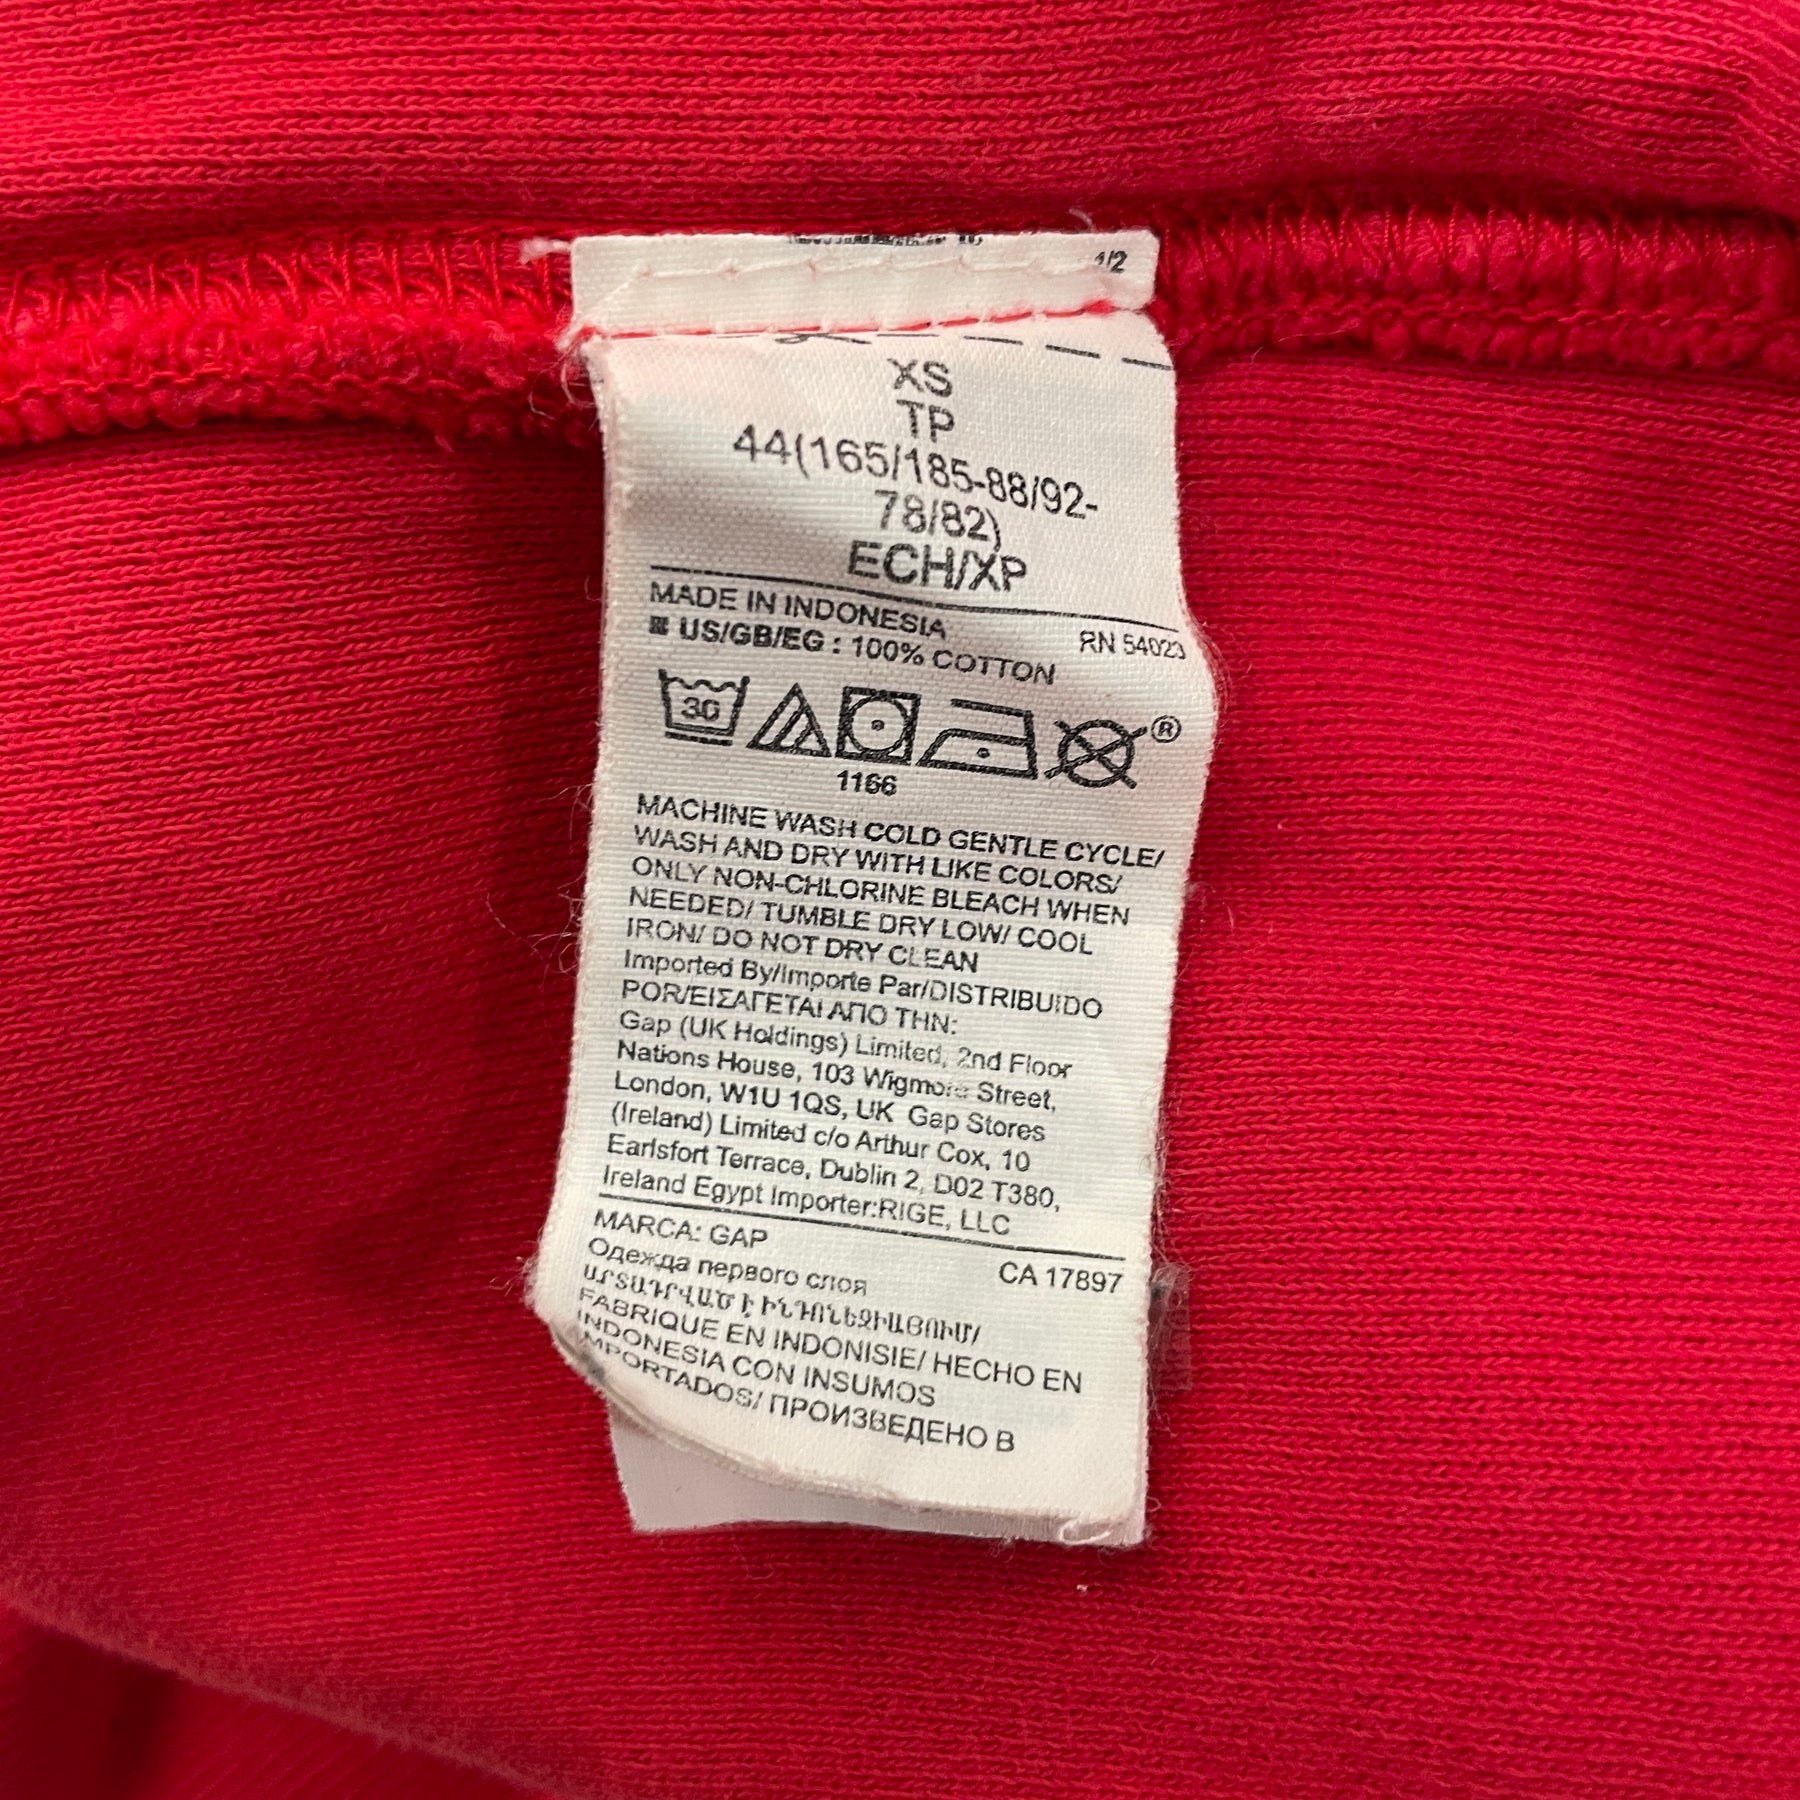 1/2
XS
TP
44(165/185-88/92-
78/82)
ECH/XP
MADE IN INDONESIA
RN 54023
US/GB/EG : 100% COTTON
30
®
1166
MACHINE WASH COLD GENTLE CYCLE/
WASH AND DRY WITH LIKE COLORS/
ONLY NON-CHLORINE BLEACH WHEN
NEEDED/ TUMBLE DRY LOW/ COOL
IRON/ DO NOT DRY CLEAN
Imported By/Importe Par/DISTRIBUIDO
POR/ΕΙΣΑΓΕΤΑΙ ΑΠΟ ΤΗΝ:
Gap (UK Holdings) Limited, 2nd Floor
Nations House, 103 Wigmore Street,
London, W1U 1QS, UK Gap Stores
(Ireland) Limited c/o Arthur Cox, 10
Earlsfort Terrace, Dublin 2, D02 T380,
Ireland Egypt Importer:RIGE, LLC
MARCA: GAP
CA 17897
Одежда первого слоя
ԱՐՏԱԴՐՎԱԾ Է ԻՆԴՈՆԵԶԻԱՅՈՒՄ/
FABRIQUE EN INDONISIE/ HECHO EN
INDONESIA CON INSUMOS
IMPORTADOS/ ПРОИЗВЕДЕНО В